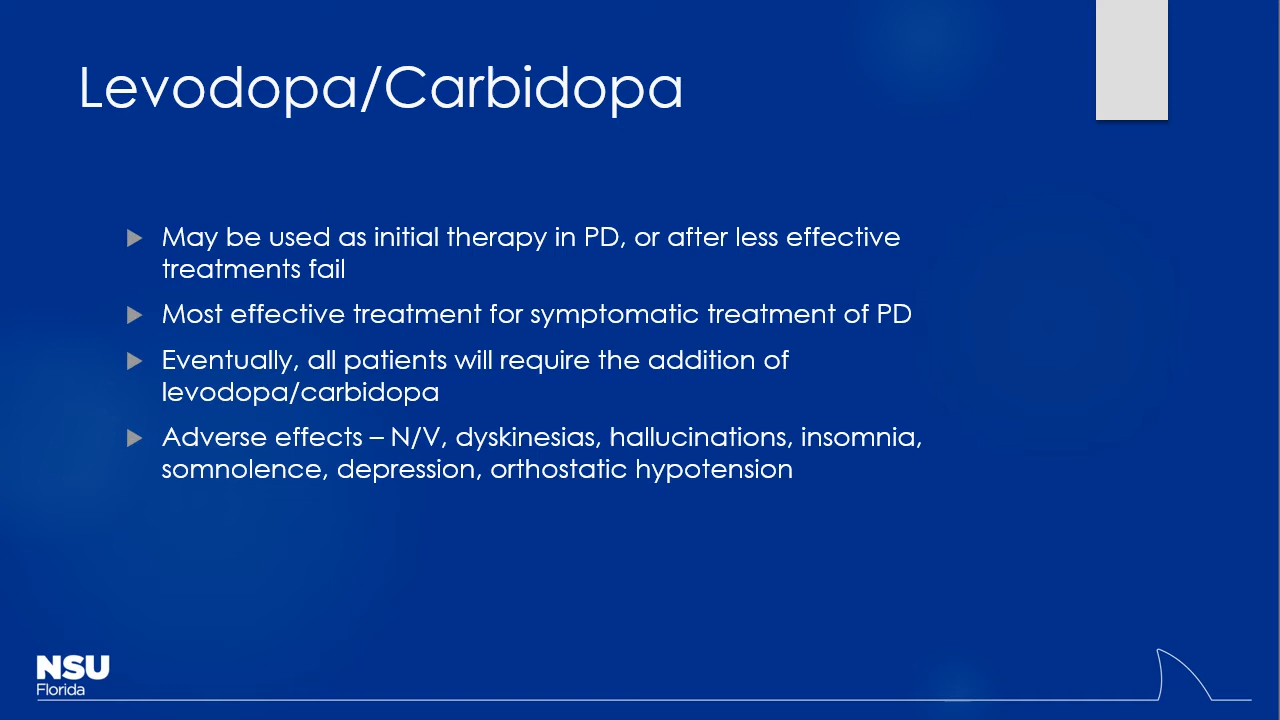 Levodopa/Carbidopa
May be used as initial therapy in PD, or after less effective
treatments fail
Most effective treatment for symptomatic treatment of PD
Eventually, all patients will require the addition of
levodopa/carbidopa
Adverse effects – N/V, dyskinesias, hallucinations, insomnia,
somnolence, depression, orthostatic hypotension
NSU
Florida